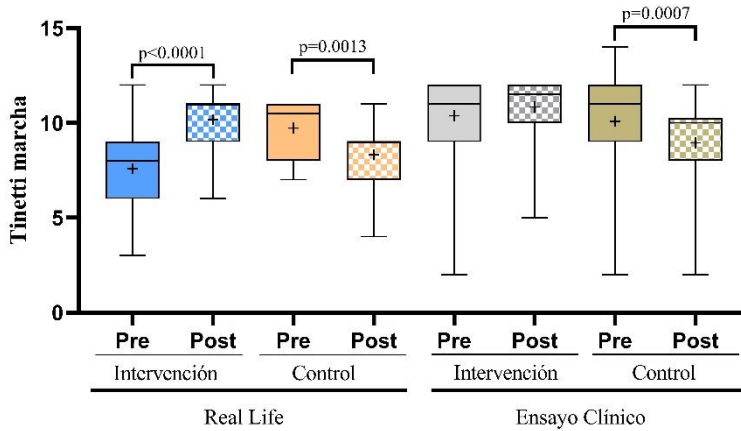 15
10
5
0
Tinetti marcha
p<0.0001
p=0.0013
p=0.0007
Pre Post Pre Post Pre Post Pre Post
Intervención Control Intervención Control
Real Life Ensayo Clínico